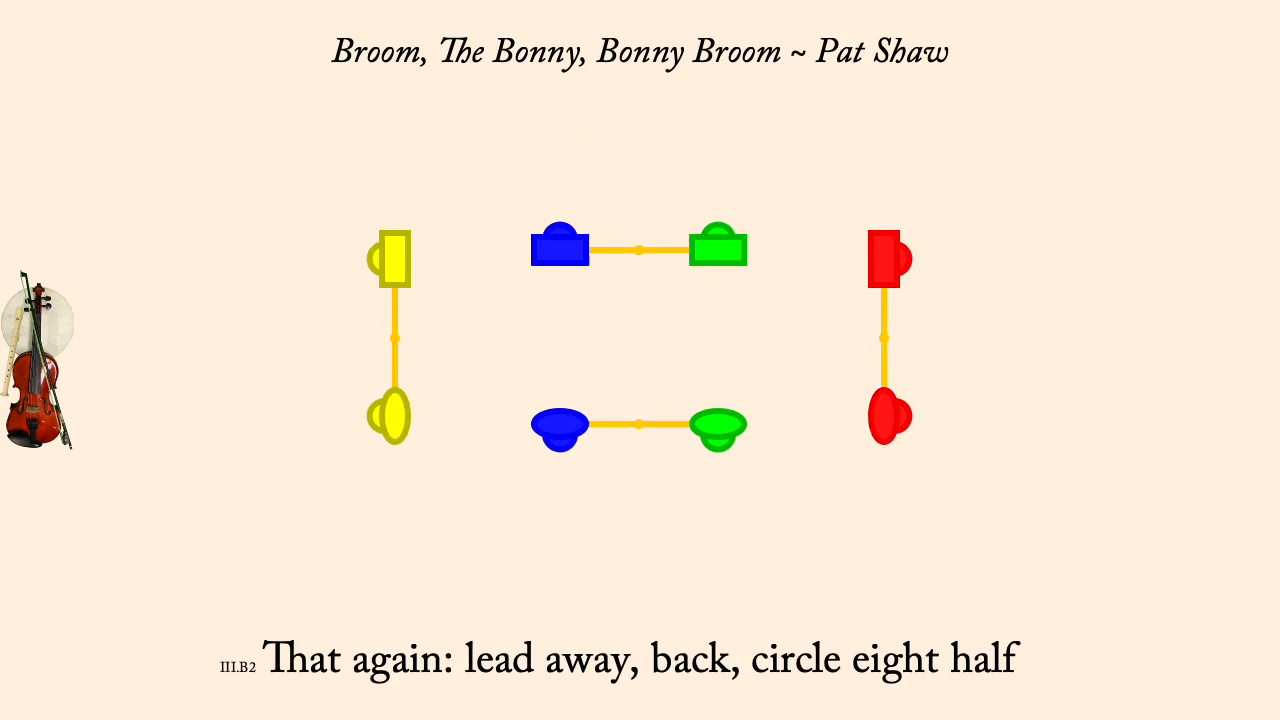 Broom, The Bonny, Bonny Broom ~ Pat Shaw
III.B2 That again: lead away, back, circle eight half